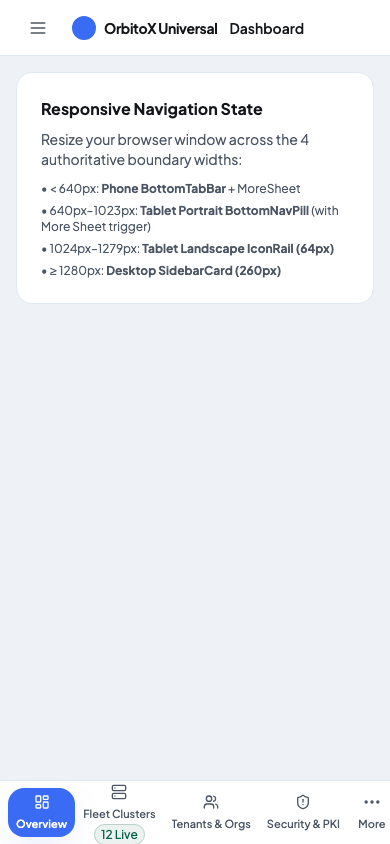 OrbitoX Universal Dashboard
Responsive Navigation State
Resize your browser window across the 4
authoritative boundary widths:
• < 640px: Phone BottomTabBar + MoreSheet
• 640px–1023px: Tablet Portrait BottomNavPill (with
More Sheet trigger)
• 1024px–1279px: Tablet Landscape IconRail (64px)
• ≥ 1280px: Desktop SidebarCard (260px)
Overview
Fleet Clusters
12 Live
Tenants & Orgs
Security & PKI
More